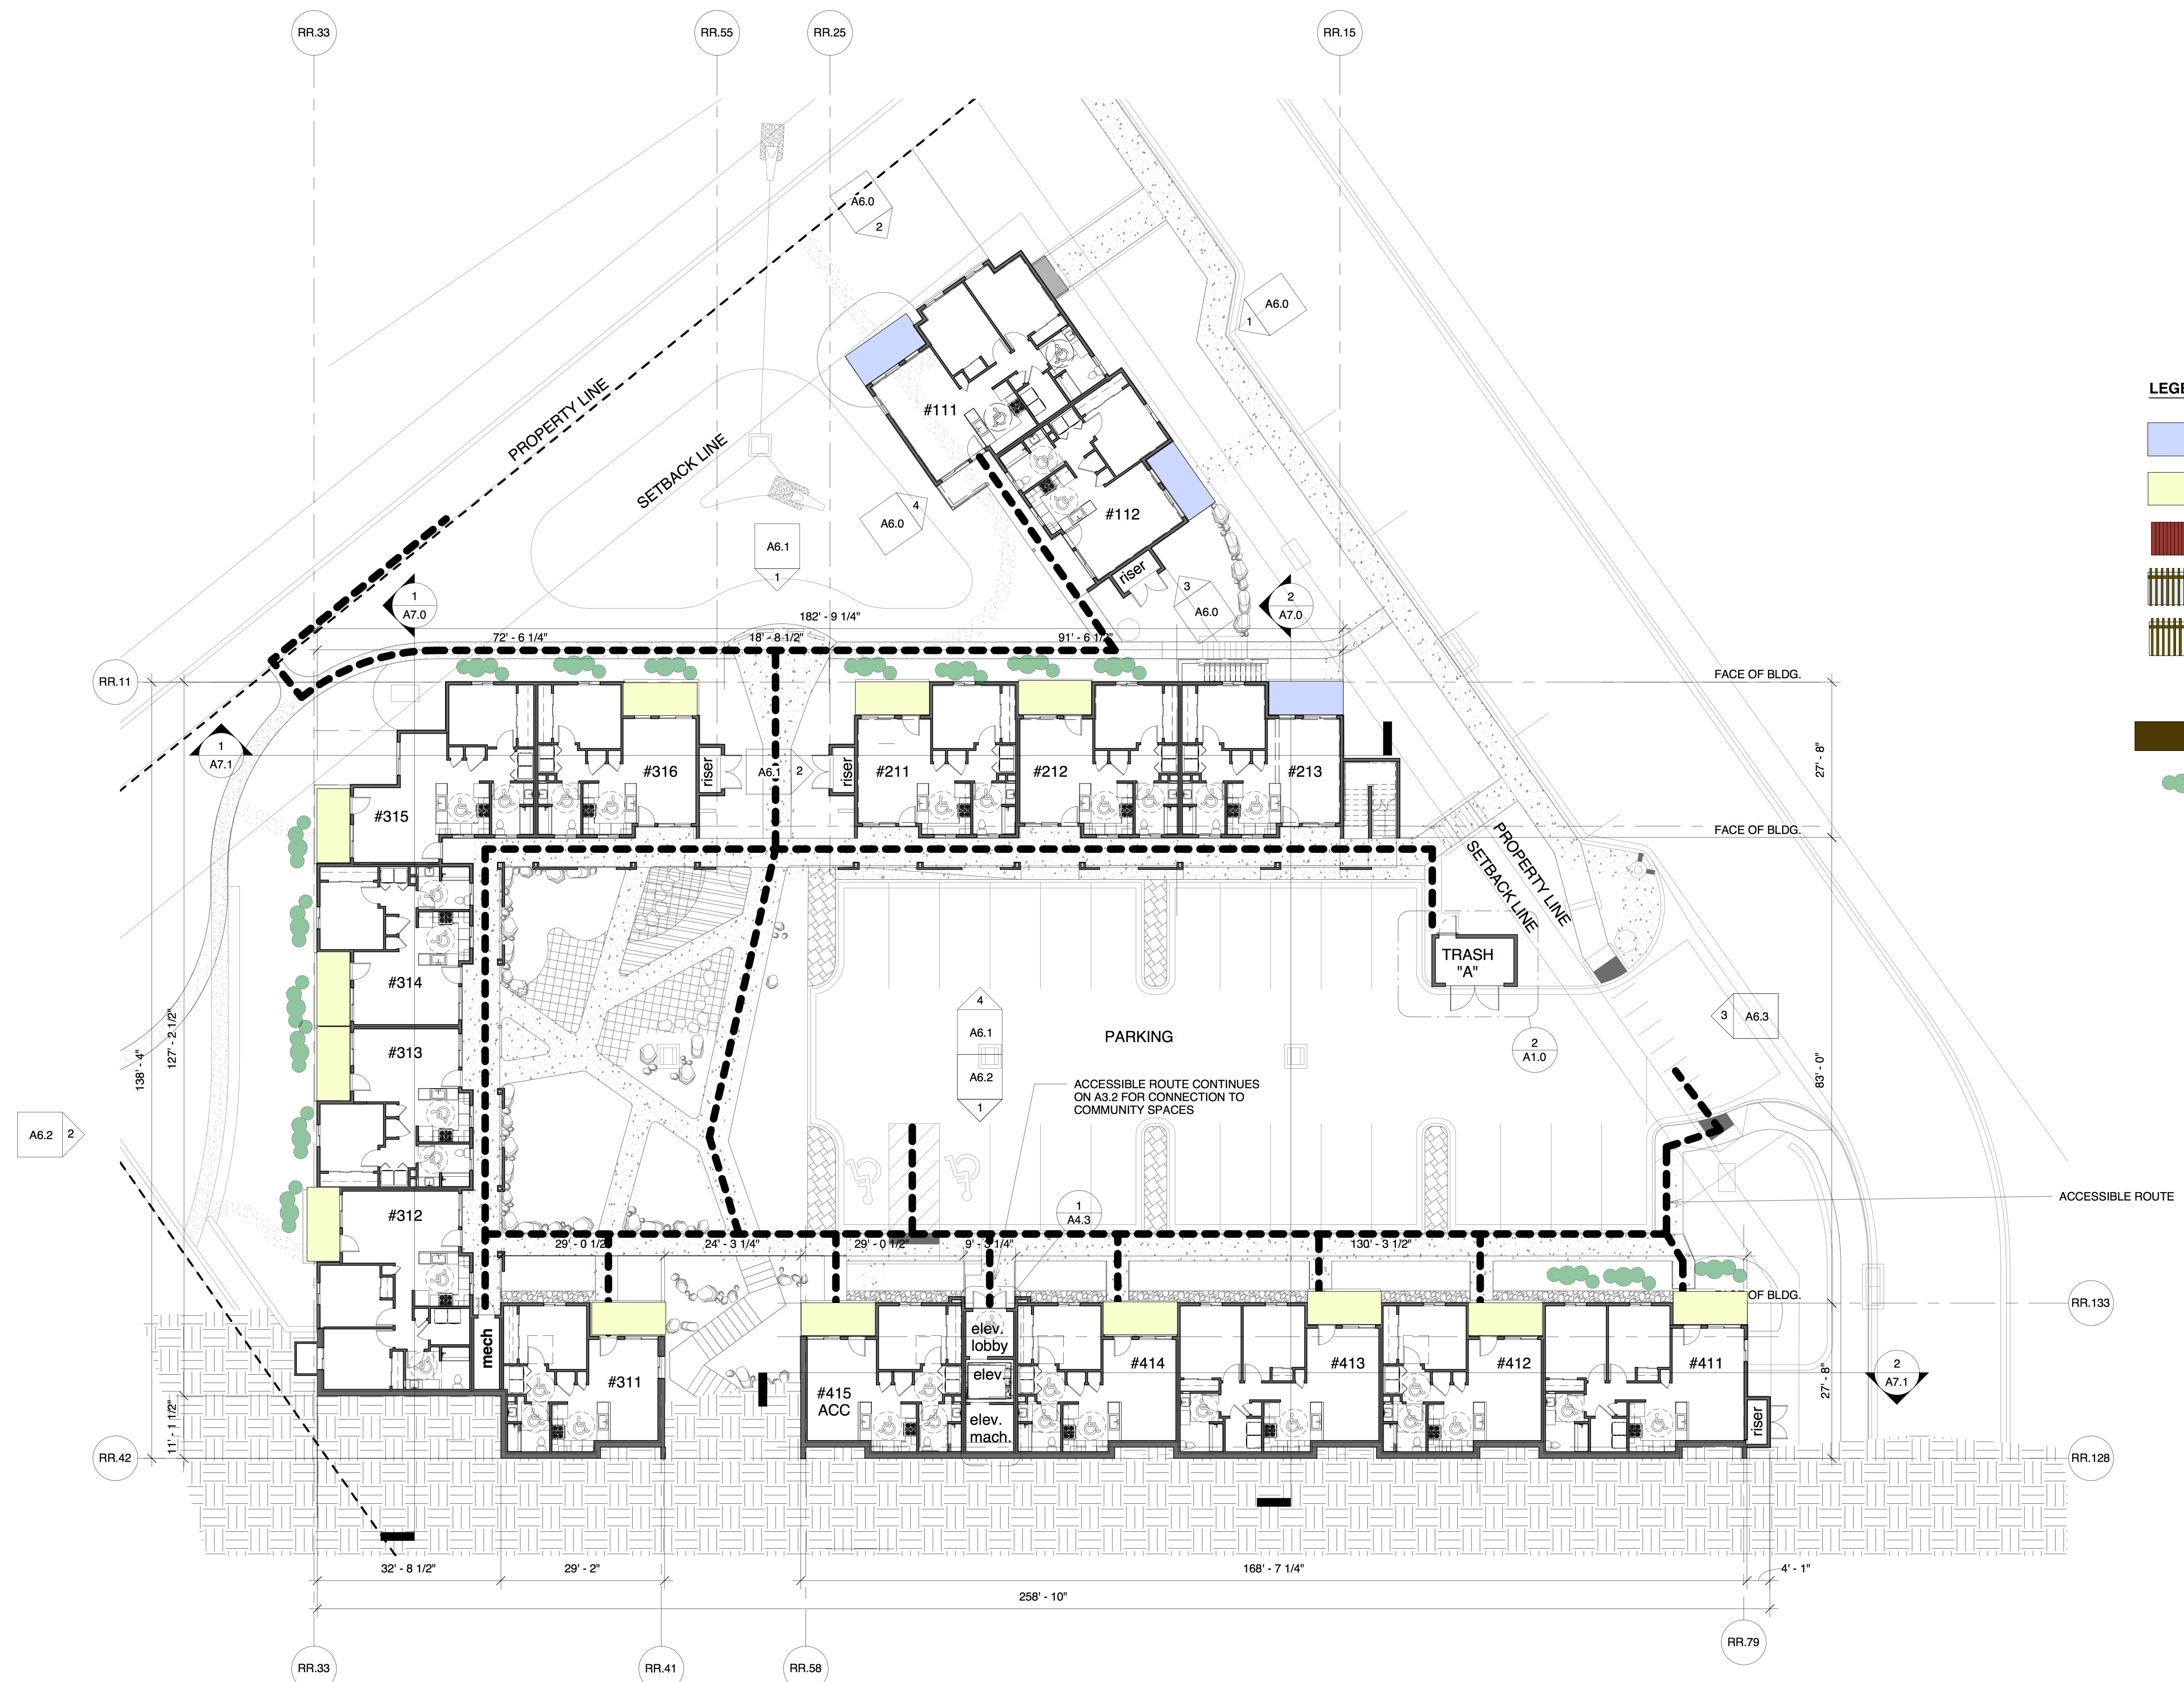 RR.33
RR.55
RR.25
RR.15
A6.0
2
A6.0
1
LEGE
PROPERTY LINE
SETBACK LINE
#111
#112
riser
A6.0
4
A6.1
1
3
A6.0
1
A7.0
2
A7.0
182' - 9 1/4"
72' - 6 1/4"
18' - 8 1/2"
91' - 6 1/2"
RR.11
FACE OF BLDG.
1
A7.1
#315
#316
riser
A6.1
2
riser
#211
#212
#213
27' - 8"
FACE OF BLDG.
PROPERTY LINE
SETBACK LINE
TRASH
"A"
#314
#313
#312
138' - 4"
127' - 2 1/2"
4
A6.1
A6.2
1
PARKING
2
A1.0
3
A6.3
83' - 0"
ACCESSIBLE ROUTE CONTINUES
ON A3.2 FOR CONNECTION TO
COMMUNITY SPACES
A6.2
2
1
A4.3
ACCESSIBLE ROUTE
29' - 0 1/2"
24' - 3 1/4"
29' - 0 1/2"
9' - 3 1/4"
130' - 3 1/2"
OF BLDG.
RR.133
mech
#311
#415
ACC
elev.
lobby
elev.
elev.
mach.
#414
#413
#412
#411
riser
27' - 8"
2
A7.1
11' - 1 1/2"
RR.42
RR.128
32' - 8 1/2"
29' - 2"
168' - 7 1/4"
4' - 1"
258' - 10"
RR.33
RR.41
RR.58
RR.79